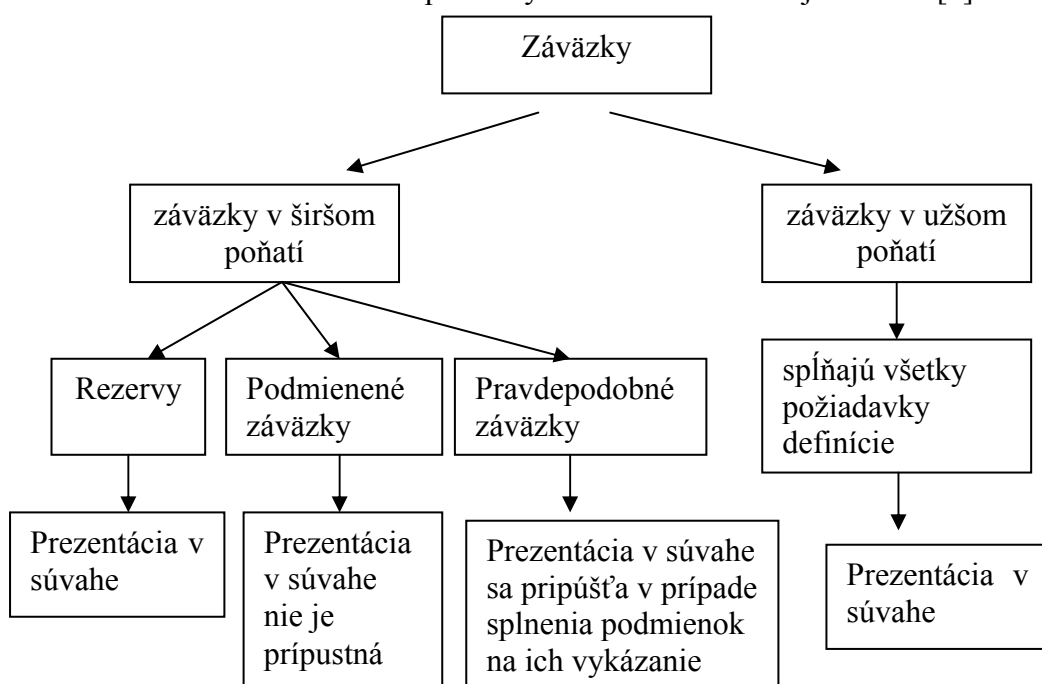 Záväzky
záväzky v širšom
poňatí
záväzky v užšom
poňatí
Rezervy
Podmienené
záväzky
Pravdepodobné
záväzky
spĺňajú všetky
požiadavky
definície
Prezentácia v
súvahe
Prezentácia
v súvahe
nie je
prípustná
Prezentácia v súvahe
sa pripúšťa v prípade
splnenia podmienok
na ich vykázanie
Prezentácia v
súvahe